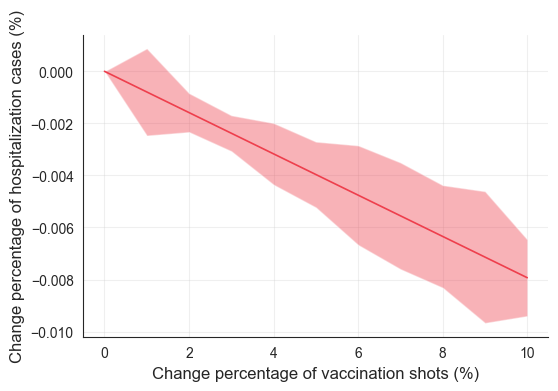 Change percentage of hospitalization cases (%)
0.000
−0.002
−0.004
−0.006
−0.008
−0.010
0 2 4 6 8 10
Change percentage of vaccination shots (%)